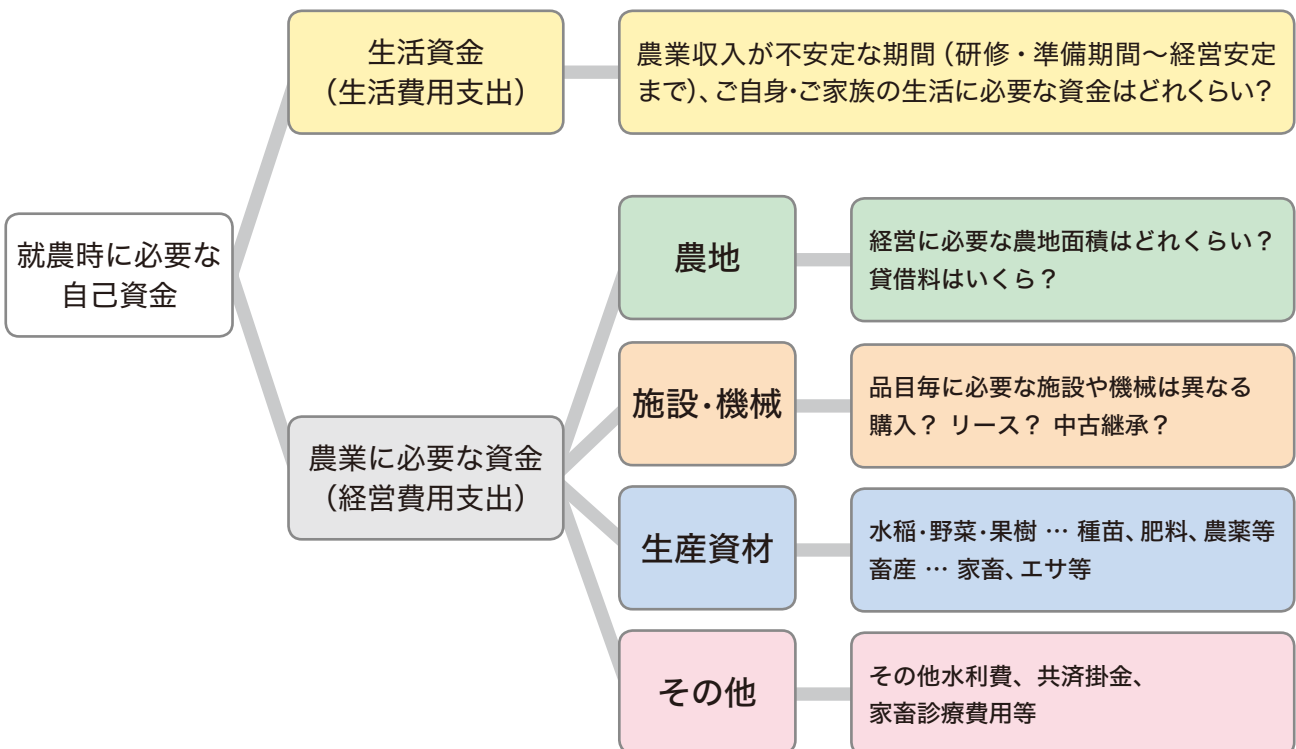 生活資金
（生活費用支出）
農業収入が不安定な期間（研修・準備期間～経営安定
まで）、ご自身・ご家族の生活に必要な資金はどれくらい？
就農時に必要な
自己資金
農業に必要な資金
（経営費用支出）
農地
経営に必要な農地面積はどれくらい？
貸借料はいくら？
施設・機械
品目毎に必要な施設や機械は異なる
購入？ リース？ 中古継承？
生産資材
水稲・野菜・果樹 … 種苗、肥料、農薬等
畜産 … 家畜、エサ等
その他
その他水利費、共済掛金、
家畜診療費用等